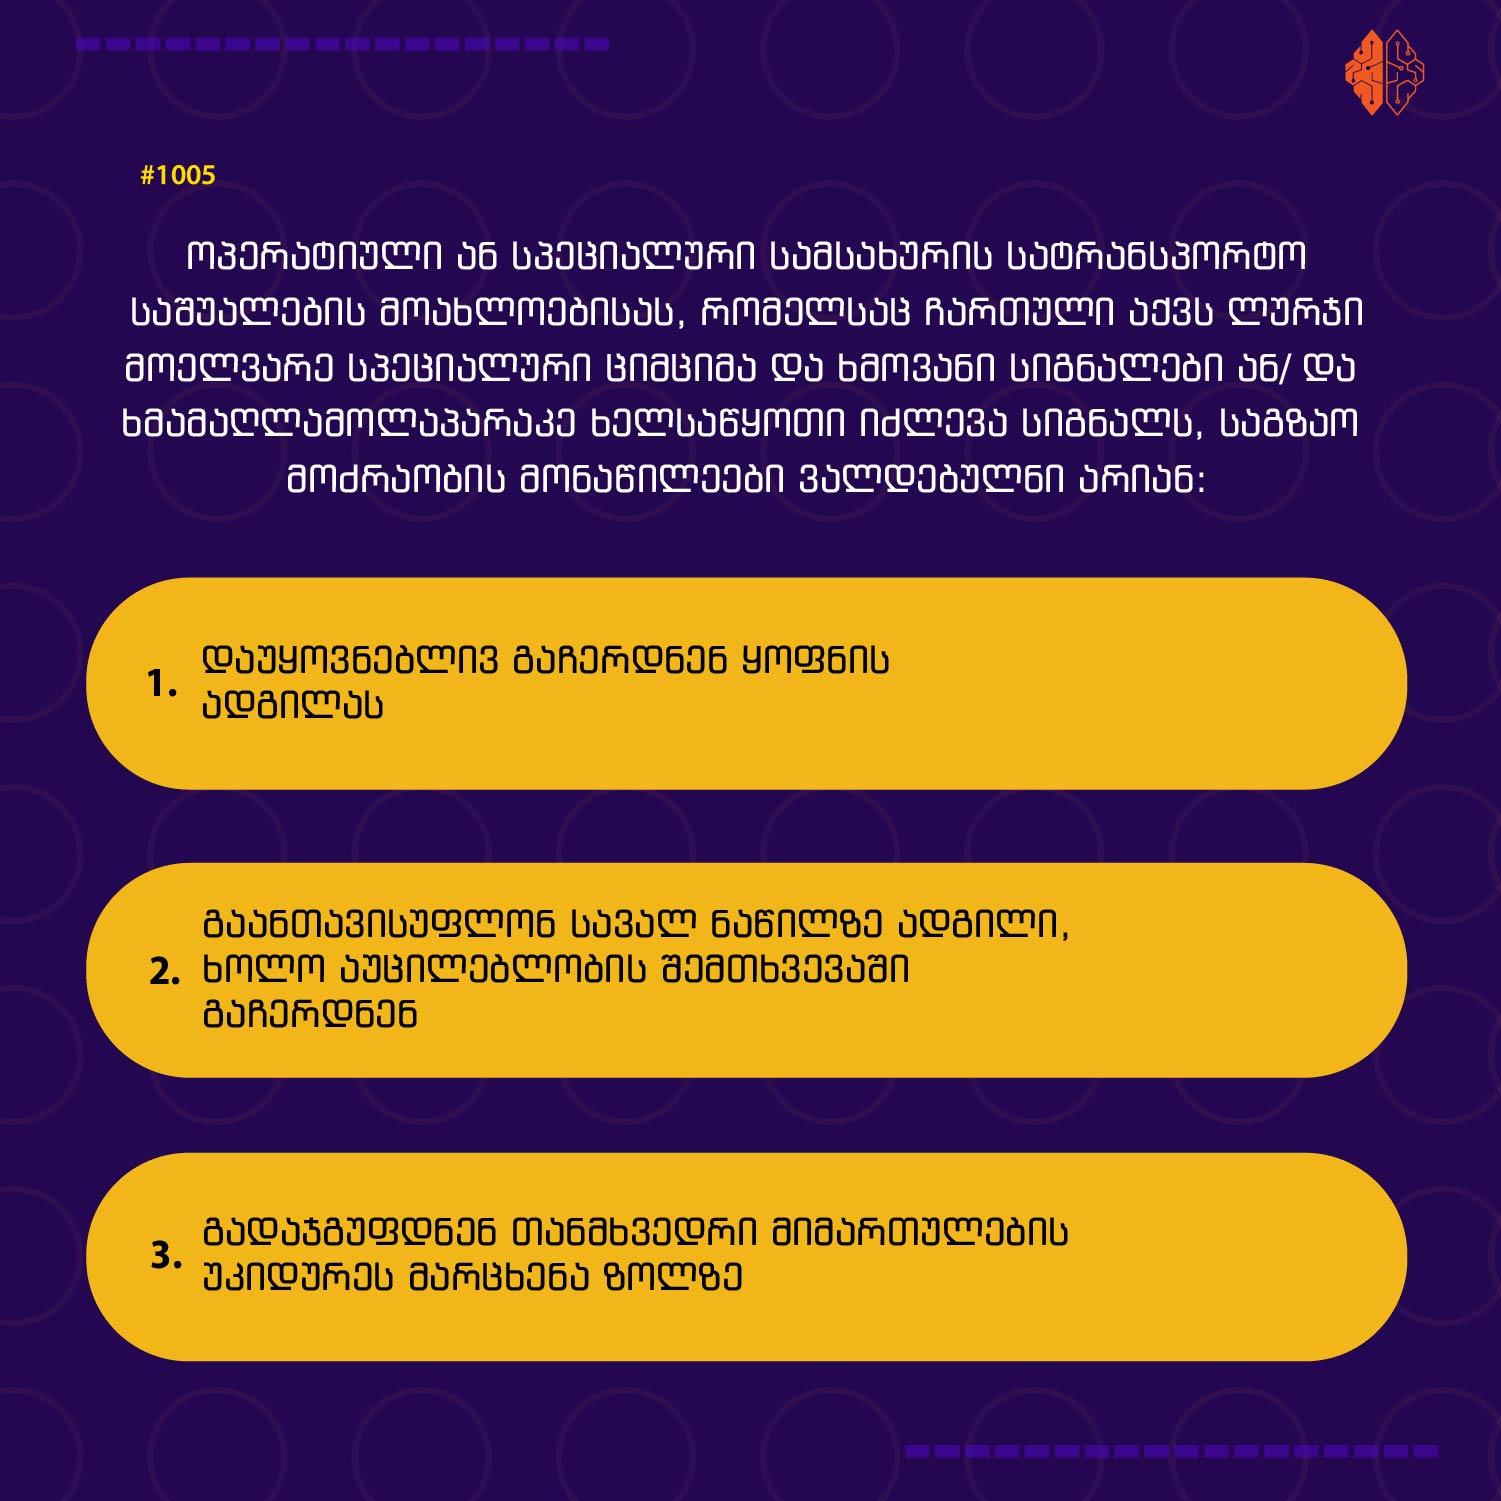 #1005
ოპერატიული ან სპეციალური სამსახურის სატრანსპორტო
საშუალების მოახლოებისას, რომელსაც ჩართული აქვს ლურჯი
მოელვარე სპეციალური ციმციმა და ხმოვანი სიგნალები ან/ და
ხმამაღლამოლაპარაკე ხელსაწყოთი იძლევა სიგნალს, საგზაო
მოძრაობის მონაწილეები ვალდებულნი არიან:
1. დაუყოვნებლივ გაჩერდნენ ყოფნის
ადგილას
გაანთავისუფლონ სავალ ნაწილზე ადგილი,
2. ხოლო აუცილებლობის შემთხვევაში
გაჩერდნენ
3. გადაჯგუფდნენ თანმხვედრი მიმართულების
უკიდურეს მარცხენა ზოლზე